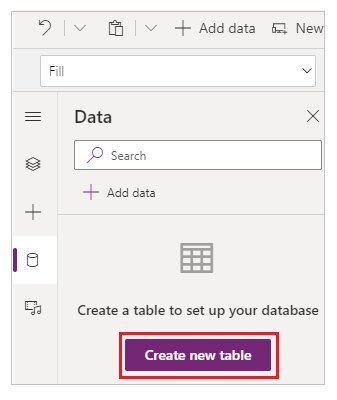 Add data
New
Fill
Data
Search
Add data
Create a table to set up your database
Create new table